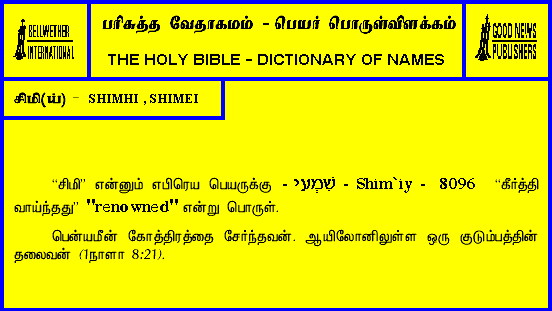 BELLWETHER
INTERNATIONAL
பரிசுத்த வேதாகமம் - பெயர் பொருள்விளக்கம்
THE HOLY BIBLE - DICTIONARY OF NAMES
GOOD NEWS
PUBLISHERS
சிமி(ய்) - SHIMHI , SHIMEI
“சிமி” என்னும் எபிரெய பெயருக்கு - שִׁמְעִי - Shim`iy - 8096 “கீர்த்தி
வாய்ந்தது” "renowned" என்று பொருள்.
பென்யமீன் கோத்திரத்தை சேர்ந்தவன். ஆயிலோனிலுள்ள ஒரு குடும்பத்தின்
தலைவன் (1நாளா 8:21).